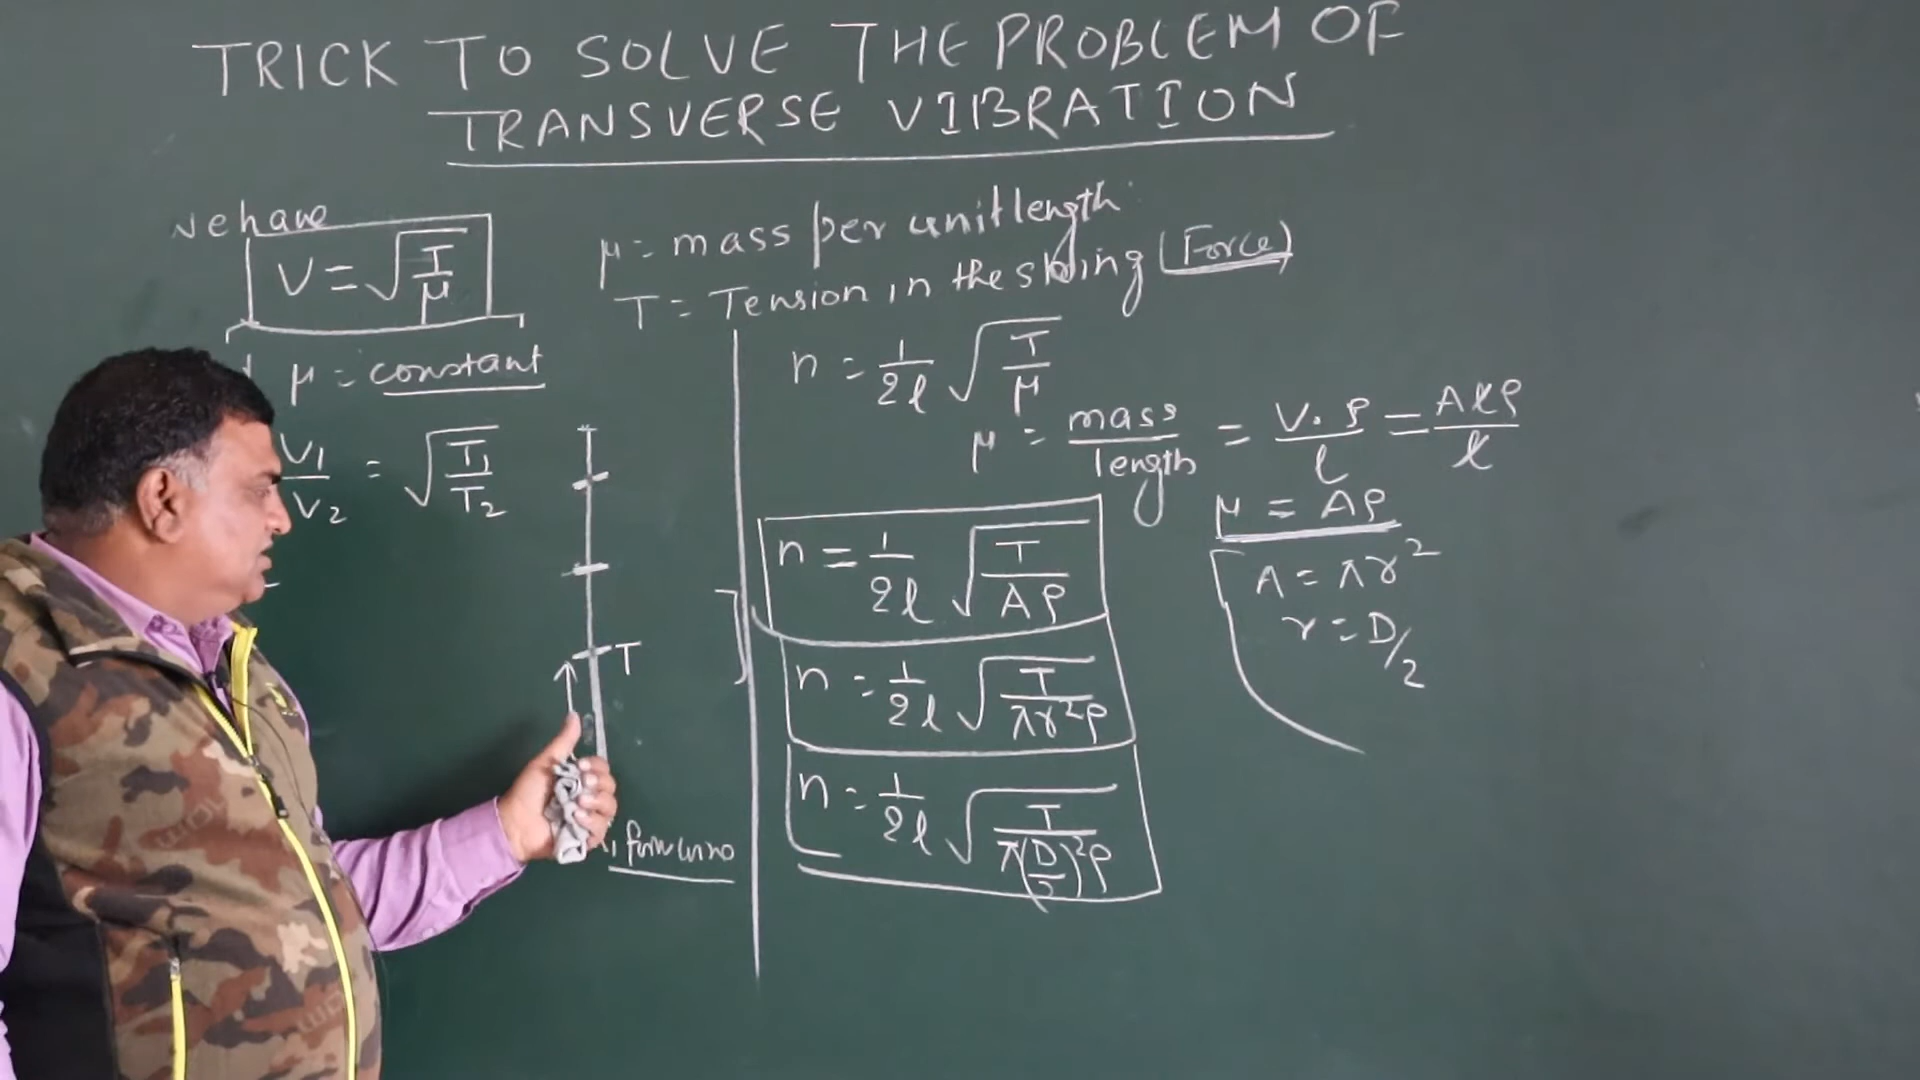 TRICK TO SOLVE THE PROBLEM OF
TRANSVERSE VIBRATION
We have
V = √(T/μ)
μ = mass per unit length
T = Tension in the string (Force)
μ = constant
V1/V2 = √(T1/T2)
T
n = 1/2l √(T/μ)
μ = mass/length = V.ρ/l = Alρ/l
μ = Aρ
n = 1/2l √(T/Aρ)
A = πr²
r = D/2
n = 1/2l √(T/πr²ρ)
n = 1/2l √(T/π(D/2)²ρ)